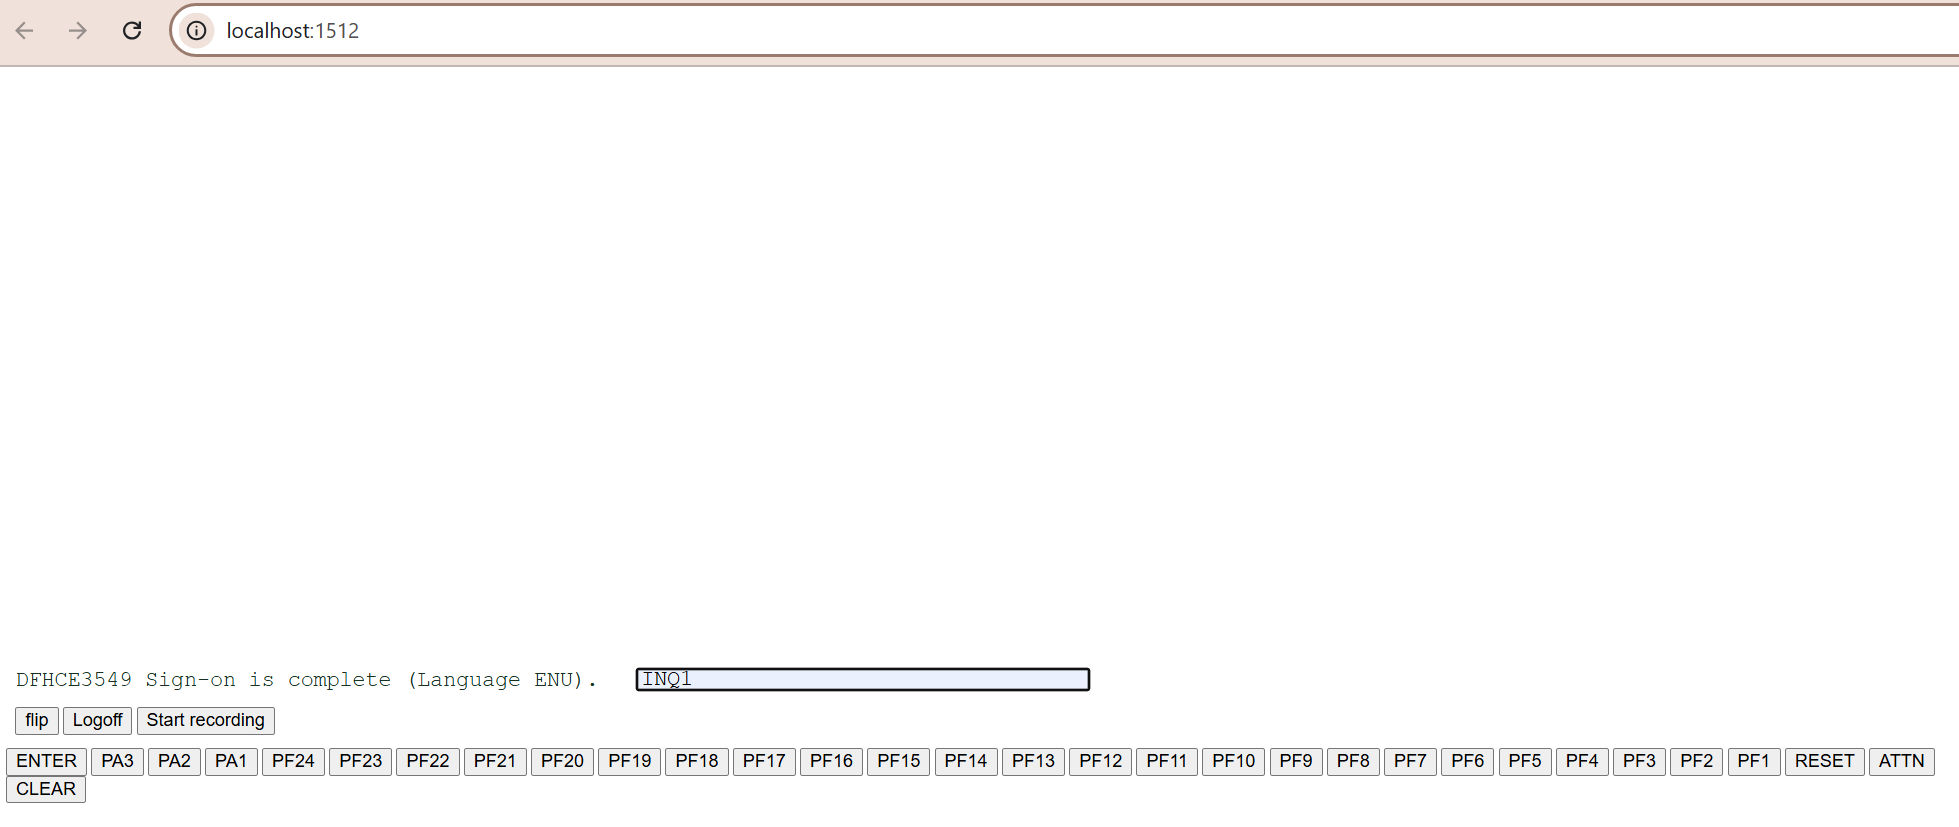 localhost:1512
DFHCE3549 Sign-on is complete (Language ENU). INQ1
flip Logoff Start recording
ENTER PA3 PA2 PA1 PF24 PF23 PF22 PF21 PF20 PF19 PF18 PF17 PF16 PF15 PF14 PF13 PF12 PF11 PF10 PF9 PF8 PF7 PF6 PF5 PF4 PF3 PF2 PF1 RESET ATTN
CLEAR